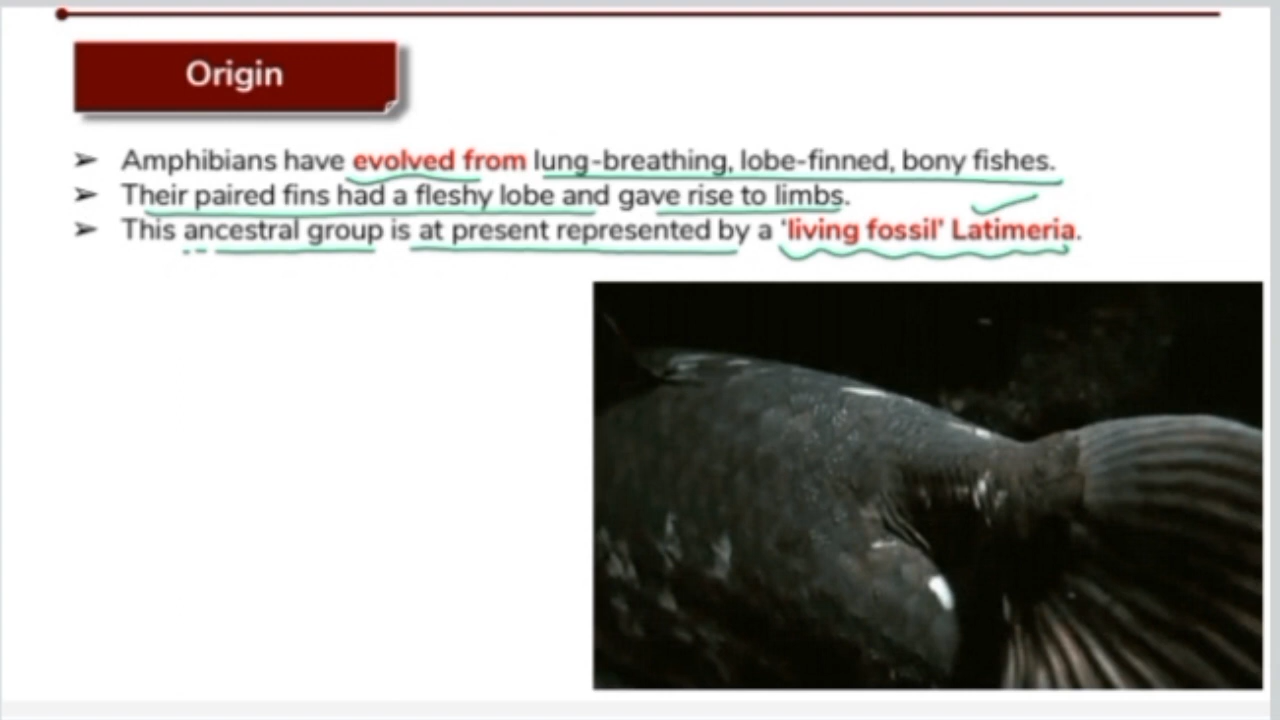 Origin
➢ Amphibians have evolved from lung-breathing, lobe-finned, bony fishes.
➢ Their paired fins had a fleshy lobe and gave rise to limbs.
➢ This ancestral group is at present represented by a ‘living fossil’ Latimeria.